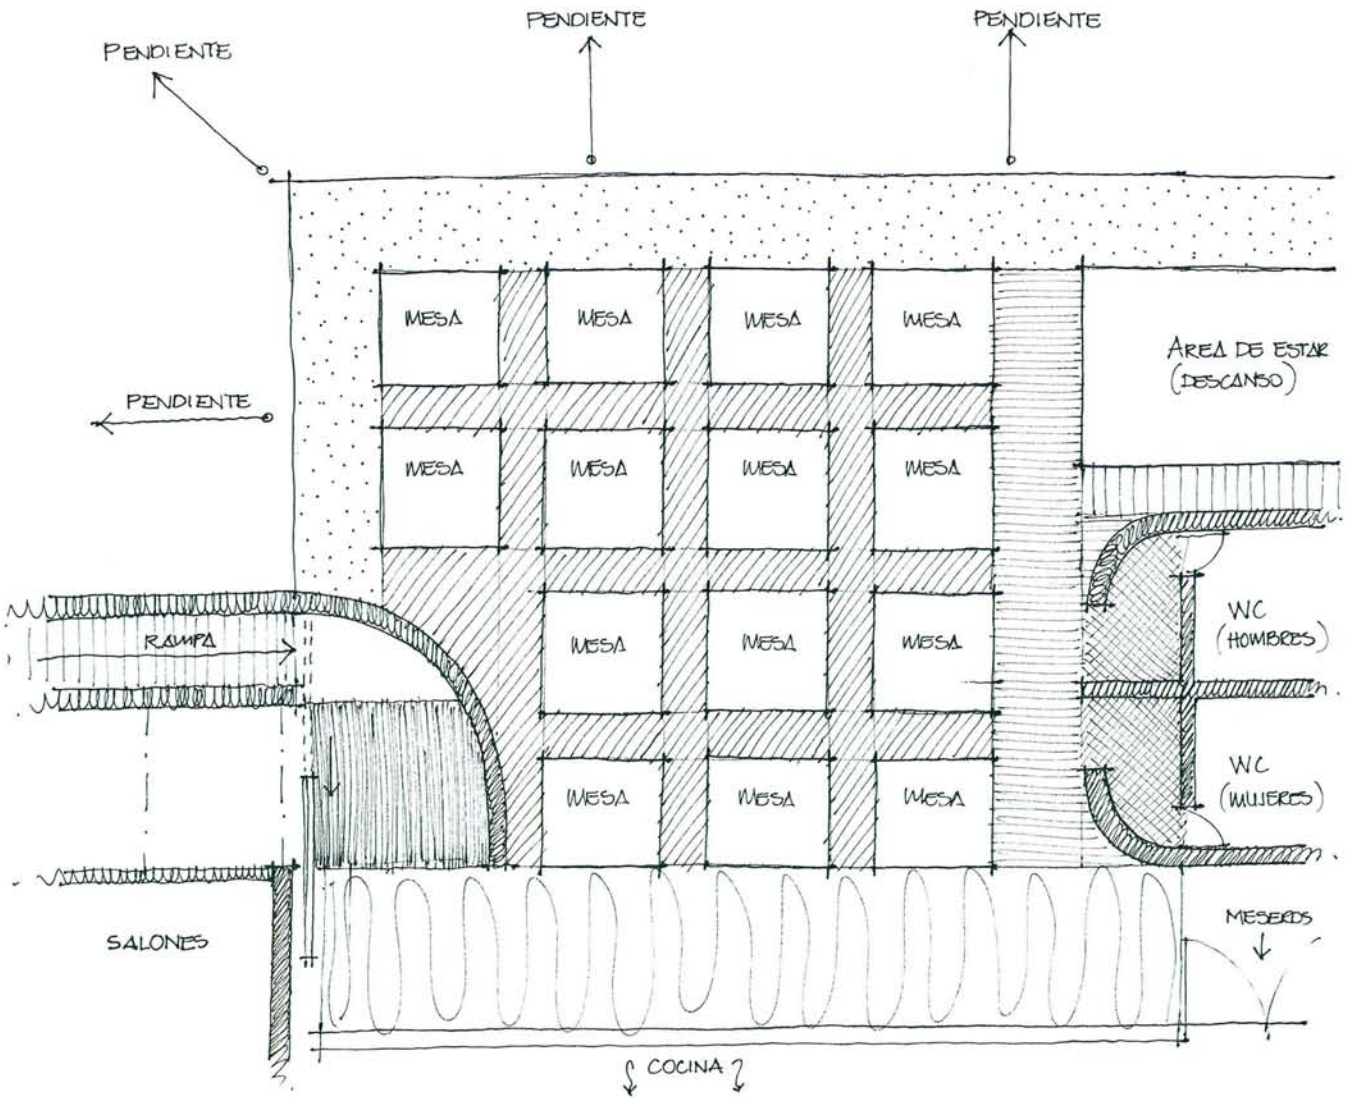 PENDIENTE
PENDIENTE
PENDIENTE
MESA
MESA
MESA
MESA
AREA DE ESTAR
(DESCANSO)
PENDIENTE
MESA
MESA
MESA
MESA
RAMPA
MESA
MESA
MESA
WC
(HOMBRES)
MESA
MESA
MESA
WC
(MUJERES)
SALONES
MESEROS
COCINA